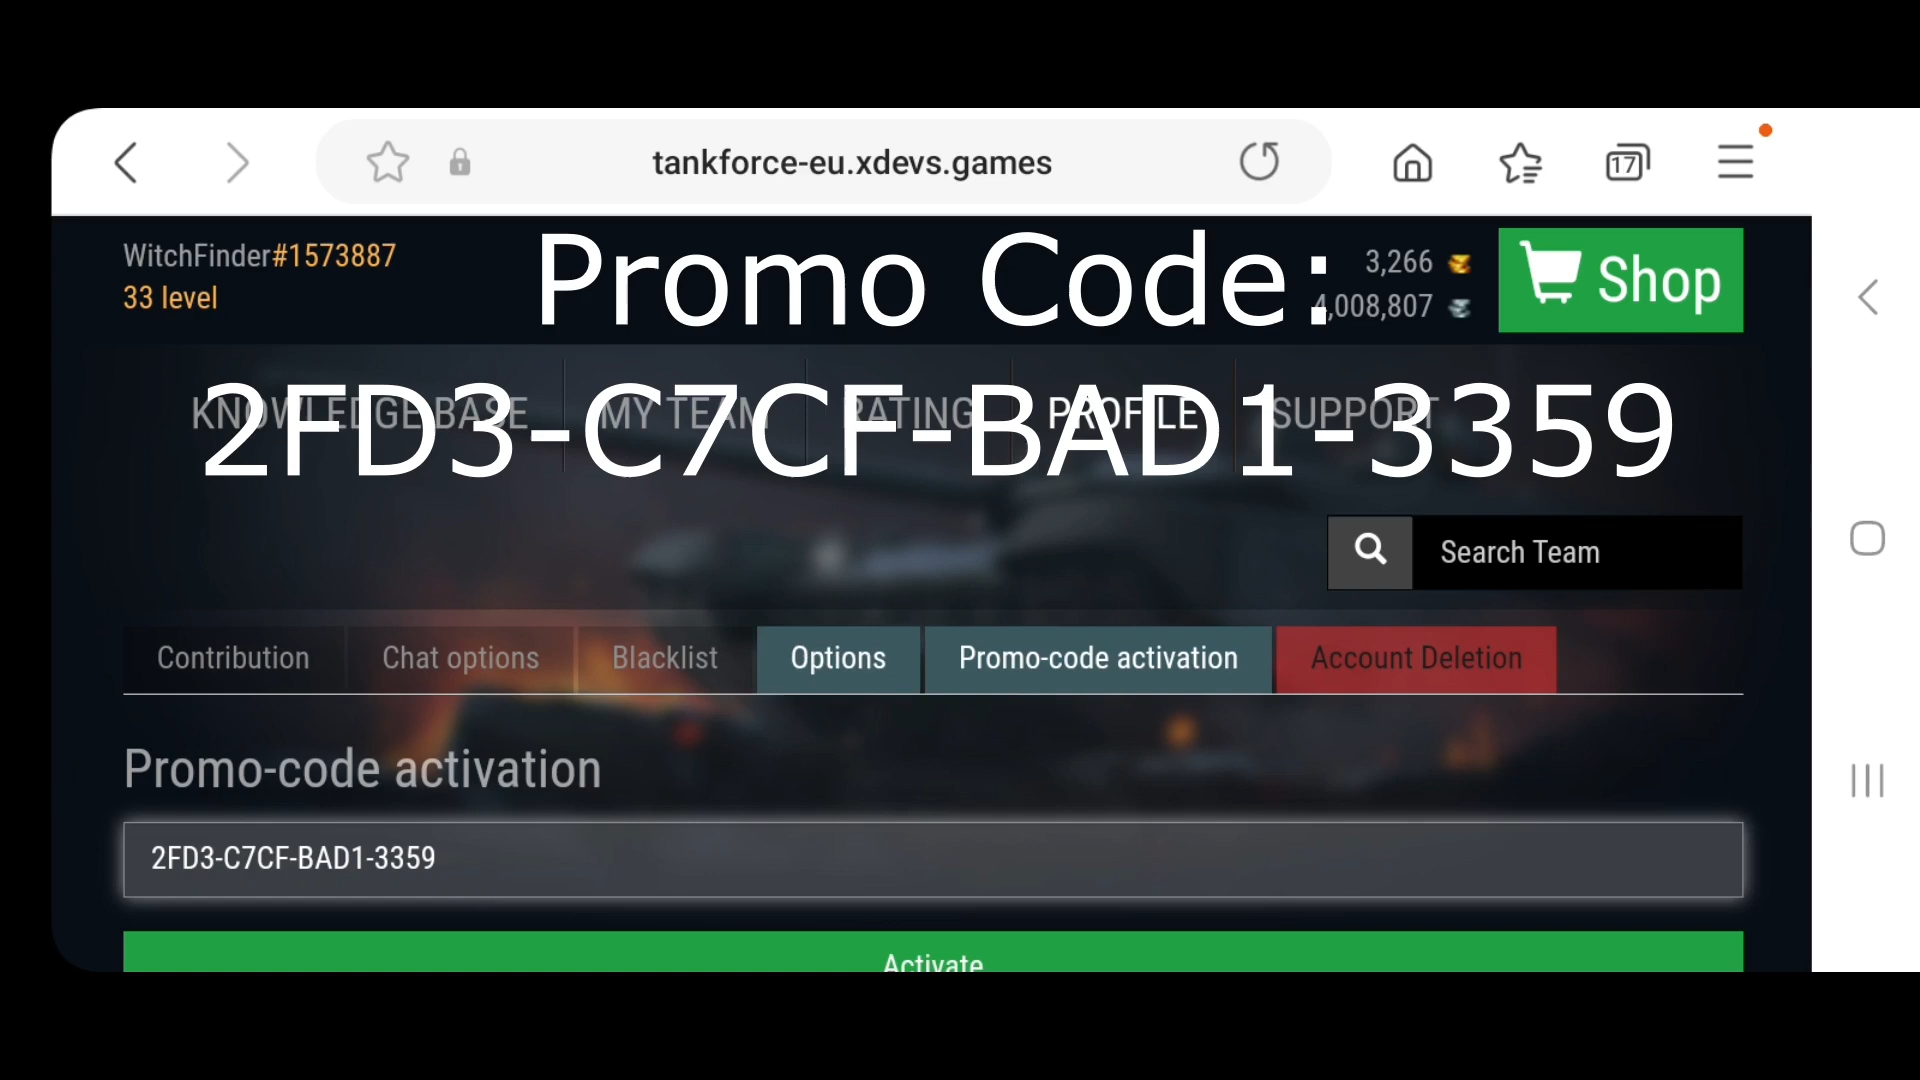 tankforce-eu.xdevs.games
17
WitchFinder#1573887
33 level
Promo Code:
3,266
4,008,807
Shop
KNOWLEDGE BASE MY TEAM RATING PROFILE SUPPORT
2FD3-C7CF-BAD1-3359
Search Team
Contribution Chat options Blacklist Options Promo-code activation Account Deletion
Promo-code activation
2FD3-C7CF-BAD1-3359
Activate